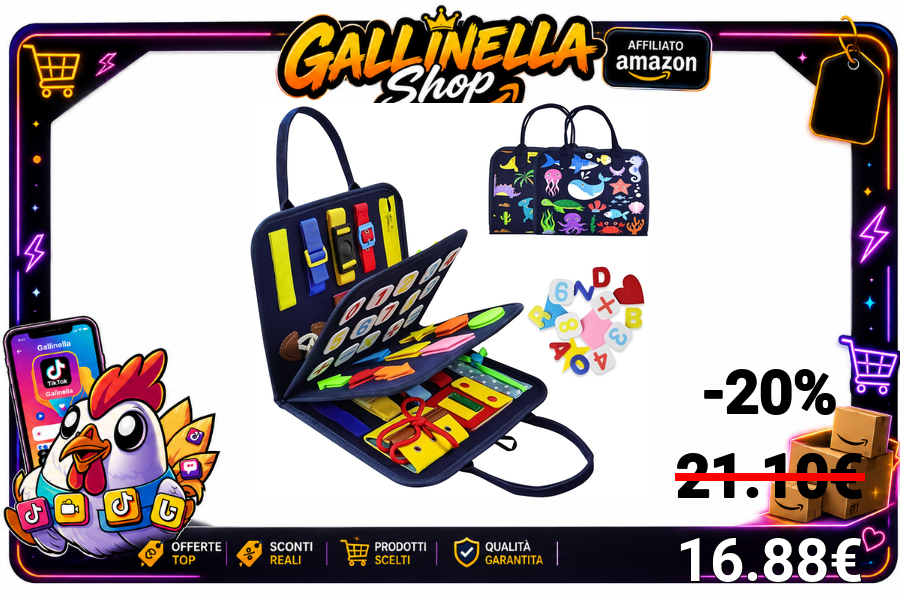 GALLINELLA
Shop
AFFILIATO
amazon
Gallinella
TikTok
Gallinella
-20%
21.10€
16.88€
OFFERTE
TOP
SCONTI
REALI
PRODOTTI
SCELTI
QUALITÀ
GARANTITA